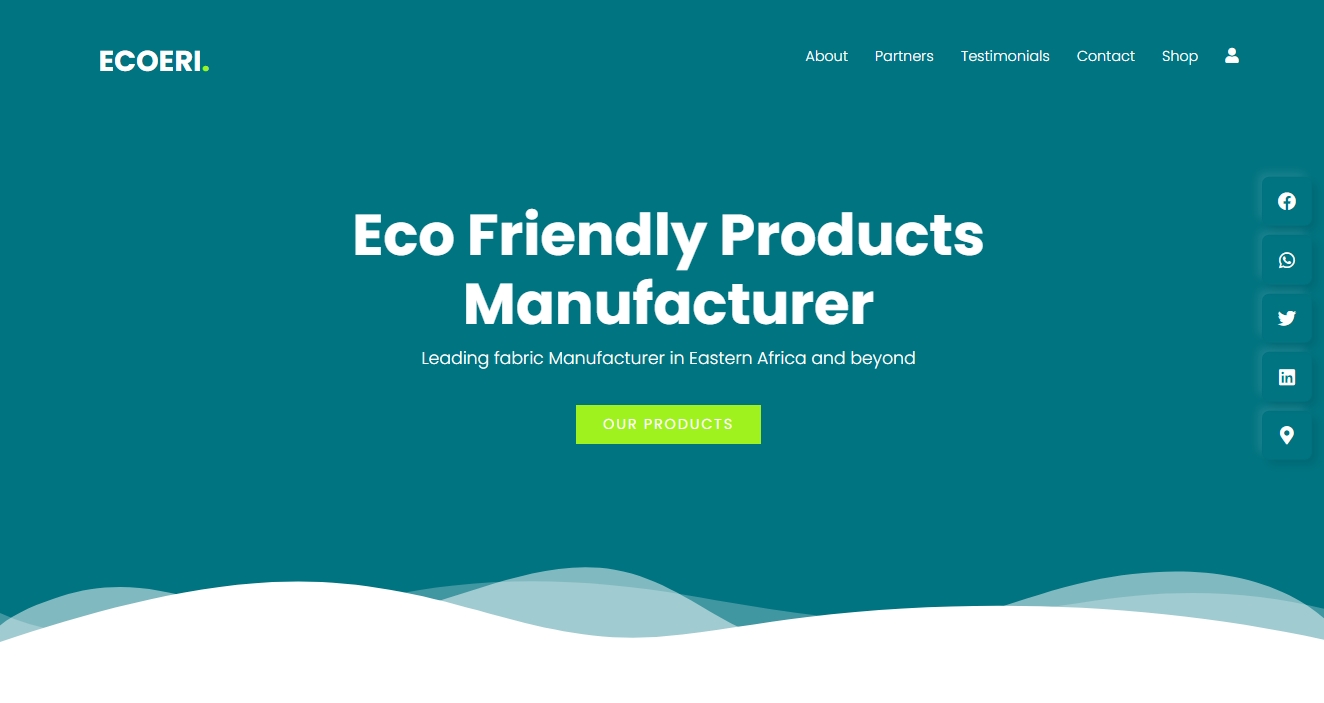 ECOERI.
About Partners Testimonials Contact Shop
Eco Friendly Products
Manufacturer
Leading fabric Manufacturer in Eastern Africa and beyond
OUR PRODUCTS